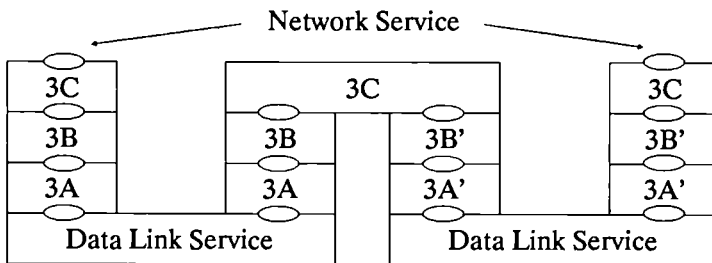 Network Service
3C 3C 3C
3B 3B 3B' 3B'
3A 3A 3A' 3A'
Data Link Service Data Link Service